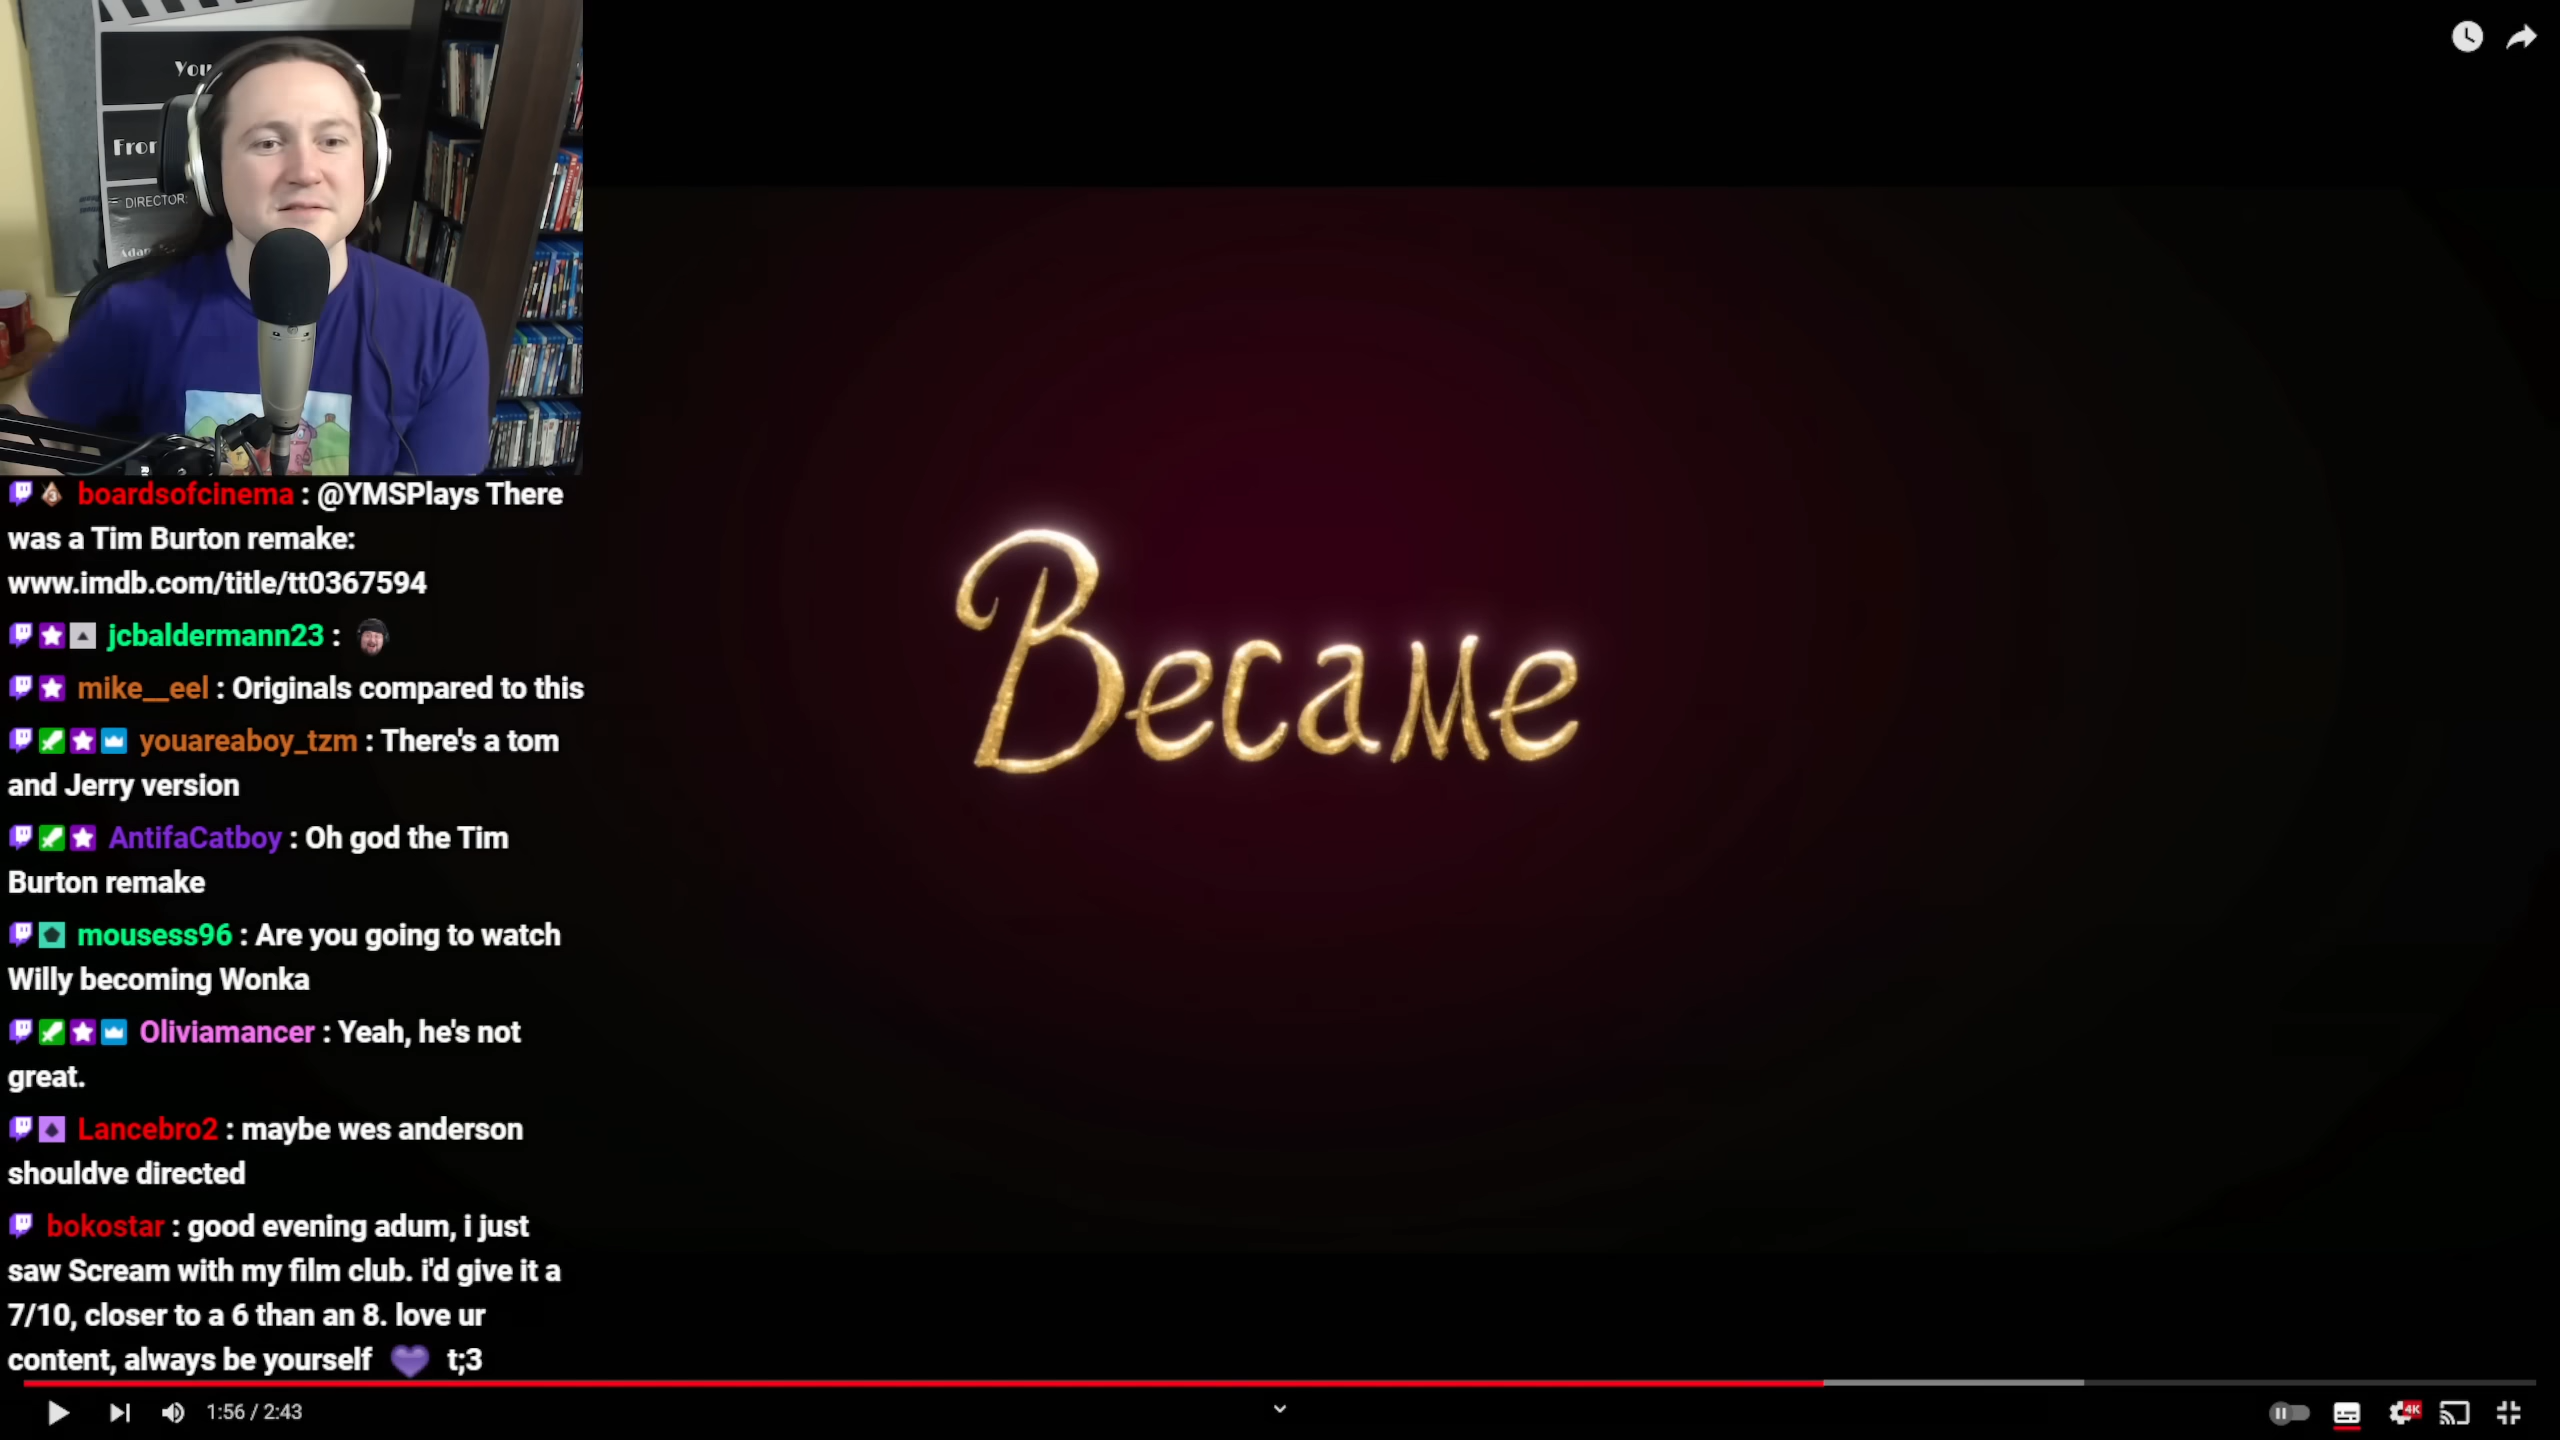 You
Fror
DIRECTOR:
Became
boardsofcinema : @YMSPlays There
was a Tim Burton remake:
www.imdb.com/title/tt0367594
jcbaldermann23 :
mike__eel : Originals compared to this
youareaboy_tzm : There's a tom
and Jerry version
AntifaCatboy : Oh god the Tim
Burton remake
mousess96 : Are you going to watch
Willy becoming Wonka
Oliviamancer : Yeah, he's not
great.
Lancebro2 : maybe wes anderson
shouldve directed
bokostar : good evening adum, i just
saw Scream with my film club. i'd give it a
7/10, closer to a 6 than an 8. love ur
content, always be yourself 💜 t;3
1:56 / 2:43
4K